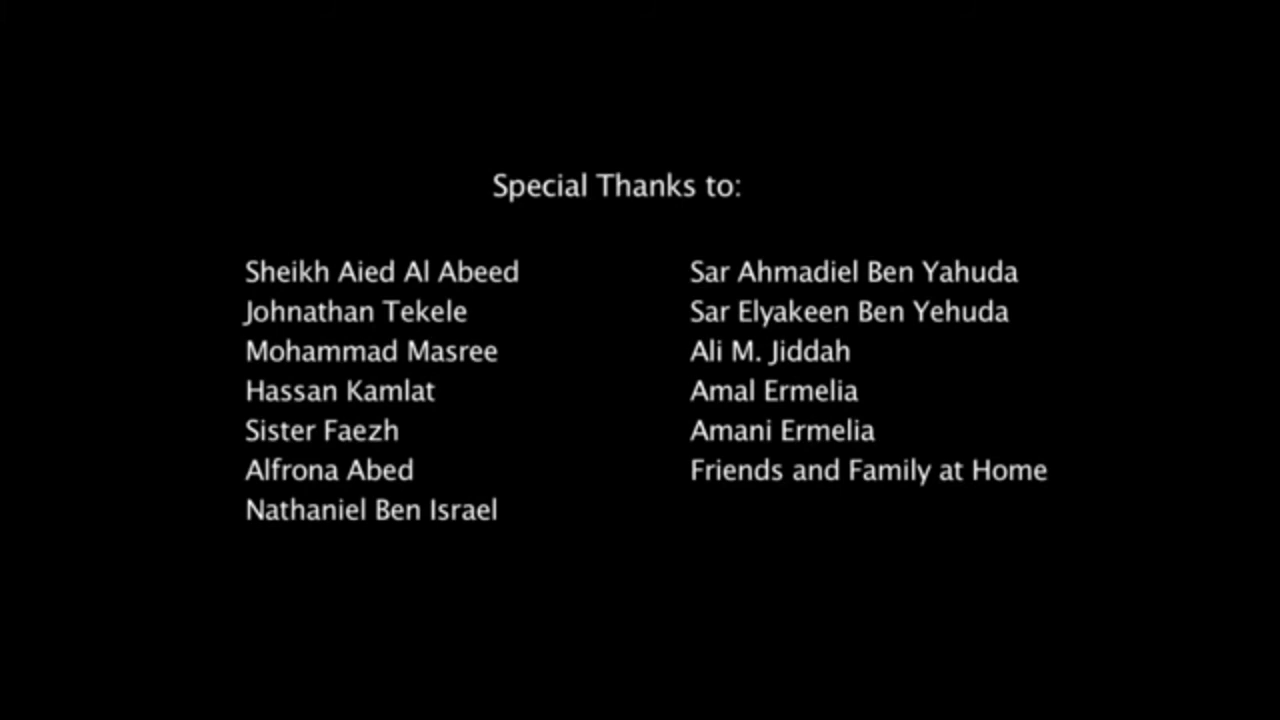 Special Thanks to:
Sheikh Aied Al Abeed
Johnathan Tekele
Mohammad Masree
Hassan Kamlat
Sister Faezh
Alfrona Abed
Nathaniel Ben Israel
Sar Ahmadiel Ben Yahuda
Sar Elyakeen Ben Yehuda
Ali M. Jiddah
Amal Ermelia
Amani Ermelia
Friends and Family at Home